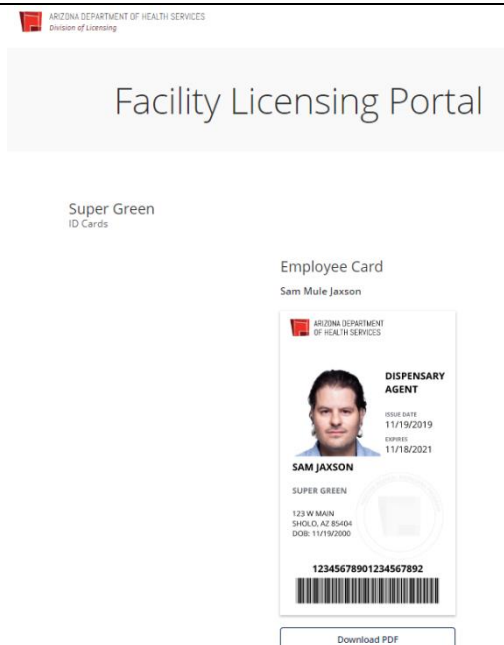 ARIZONA DEPARTMENT OF HEALTH SERVICES
Division of Licensing
Facility Licensing Portal
Super Green
ID Cards
Employee Card
Sam Mule Jaxson
ARIZONA DEPARTMENT
OF HEALTH SERVICES
DISPENSARY
AGENT
ISSUE DATE
11/19/2019
EXPIRES
11/18/2021
SAM JAXSON
SUPER GREEN
123 W MAIN
SHOLO, AZ 85404
DOB: 11/19/2000
12345678901234567892
Download PDF